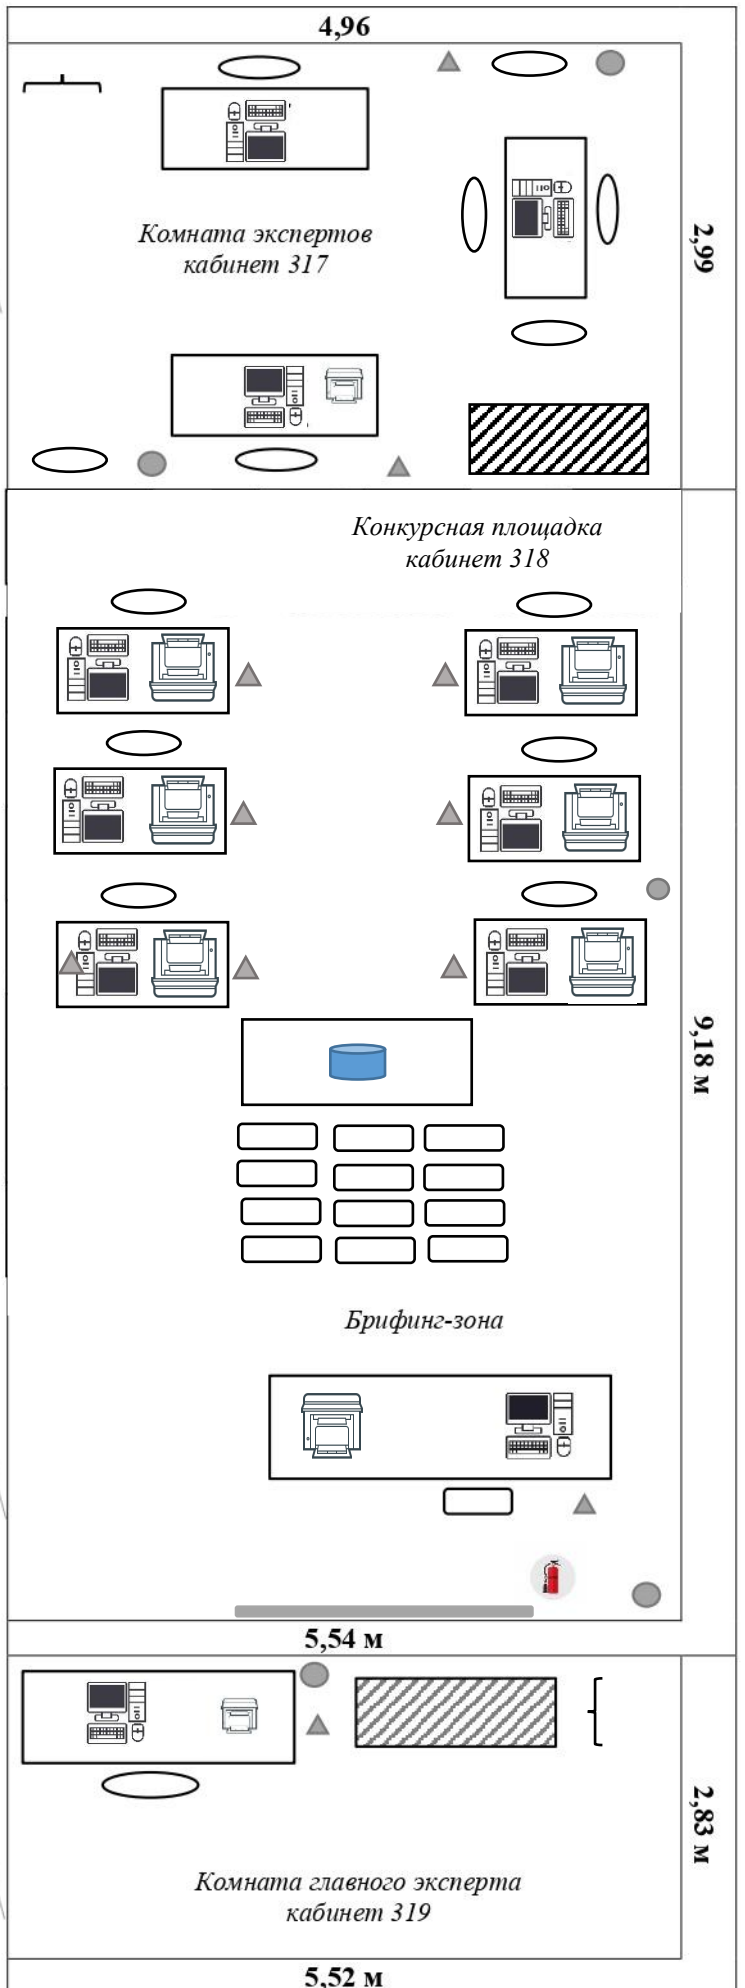 4,96
Комната экспертов
кабинет 317
2,99
Конкурсная площадка
кабинет 318
9,18 м
Брифинг-зона
5,54 м
2,83 м
Комната главного эксперта
кабинет 319
5,52 м